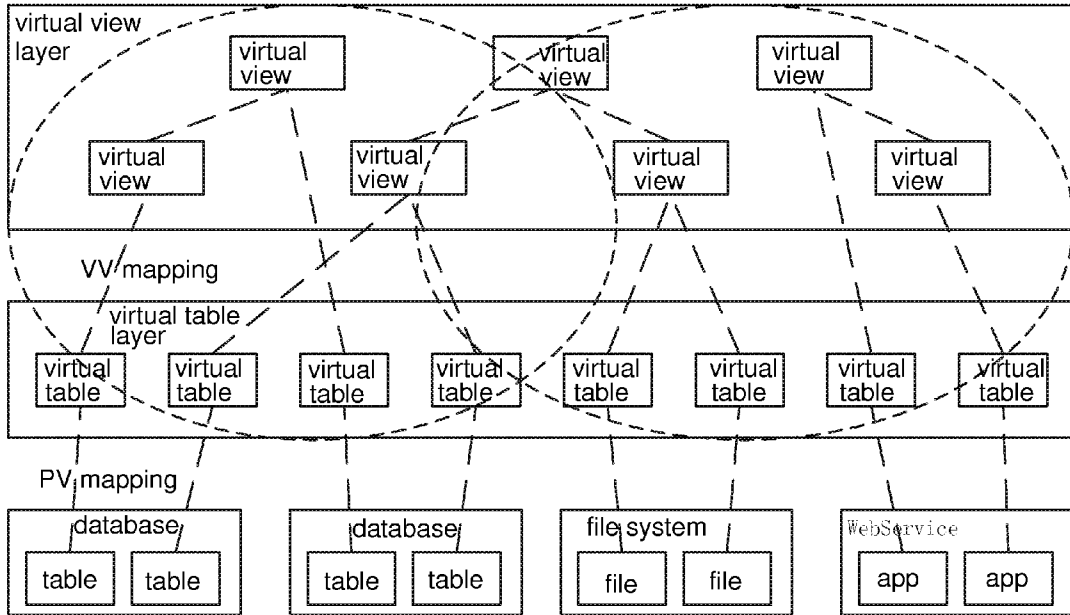 virtual view
layer
virtual
view
virtual
view
virtual
view
virtual
view
virtual
view
virtual
view
virtual
view
VV mapping
virtual table
layer
virtual
table
virtual
table
virtual
table
virtual
table
virtual
table
virtual
table
virtual
table
virtual
table
PV mapping
database
table
table
database
table
table
file system
file
file
WebService
app
app